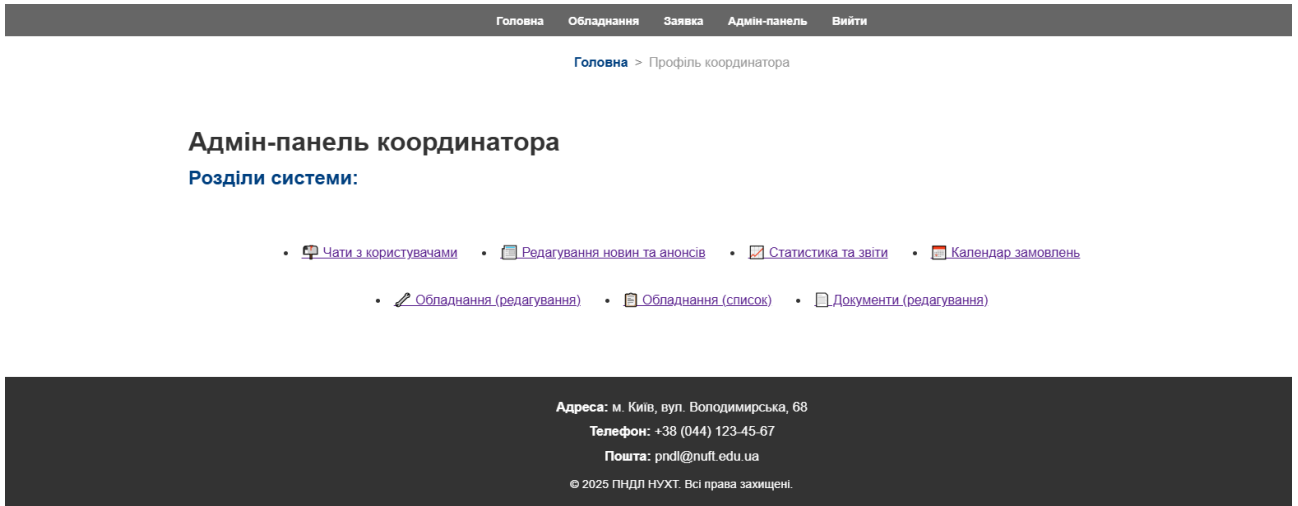 Головна Обладнання Заявка Адмін-панель Вийти
Головна > Профіль координатора
Адмін-панель координатора
Розділи системи:
• Чати з користувачами • Редагування новин та анонсів • Статистика та звіти • Календар замовлень
• Обладнання (редагування) • Обладнання (список) • Документи (редагування)
Адреса: м. Київ, вул. Володимирська, 68
Телефон: +38 (044) 123-45-67
Пошта: pndl@nuft.edu.ua
© 2025 ПНДЛ НУХТ. Всі права захищені.